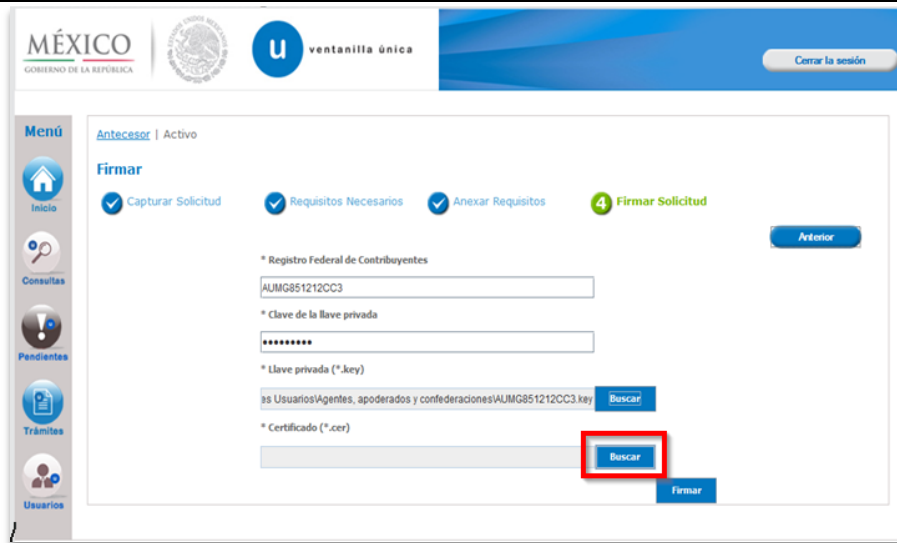 MÉXICO
GOBIERNO DE LA REPÚBLICA
u
ventanilla única
Cerrar la sesión
Menú
Inicio
Consultas
Pendientes
Trámites
Usuarios
Antecesor | Activo
Firmar
Capturar Solicitud
Requisitos Necesarios
Anexar Requisitos
4 Firmar Solicitud
Anterior
* Registro Federal de Contribuyentes
AUMG851212CC3
* Clave de la llave privada
•••••••••
* Llave privada (*.key)
es Usuarios\Agentes, apoderados y confederaciones\AUMG851212CC3.key
Buscar
* Certificado (*.cer)
Buscar
Firmar